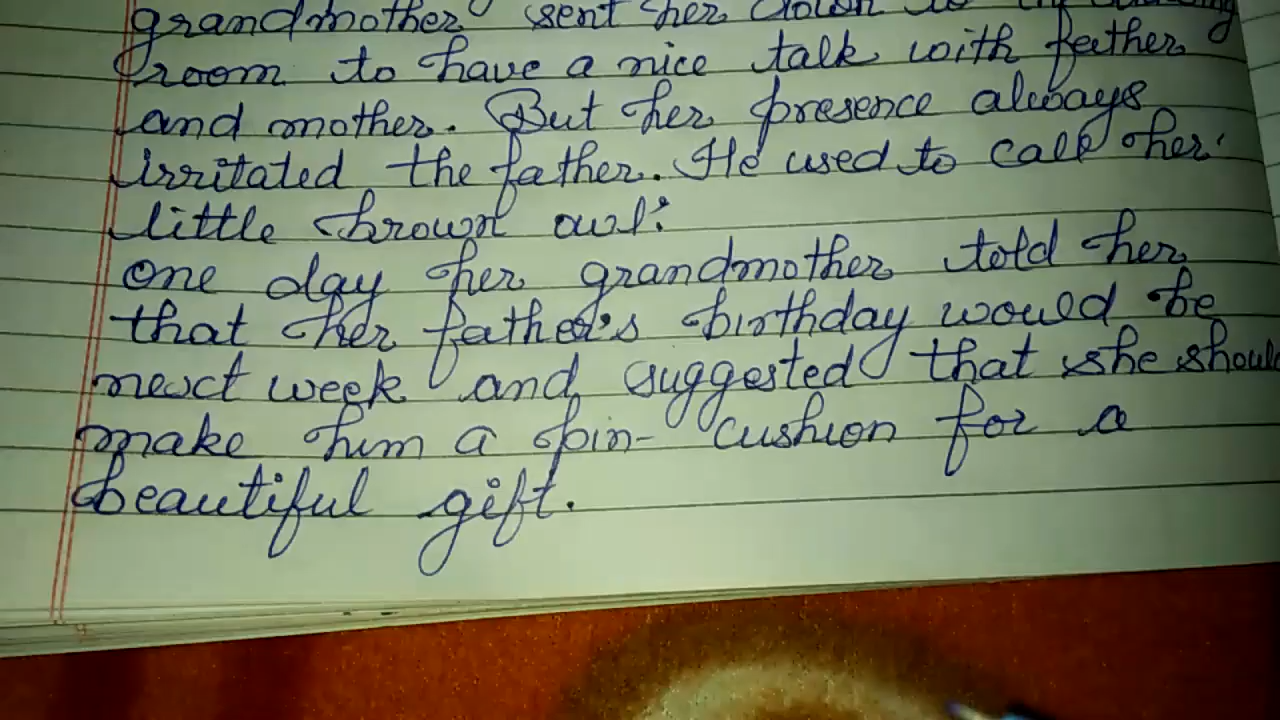 grandmother sent her down to the
room to have a nice talk with feather
and mother. But her presence always
irritated the father. He used to call her'
little brown owl:
One day her grandmother told her
that her father's birthday would be
next week and suggested that she shoul
make him a pin- cushion for a
beautiful gift.